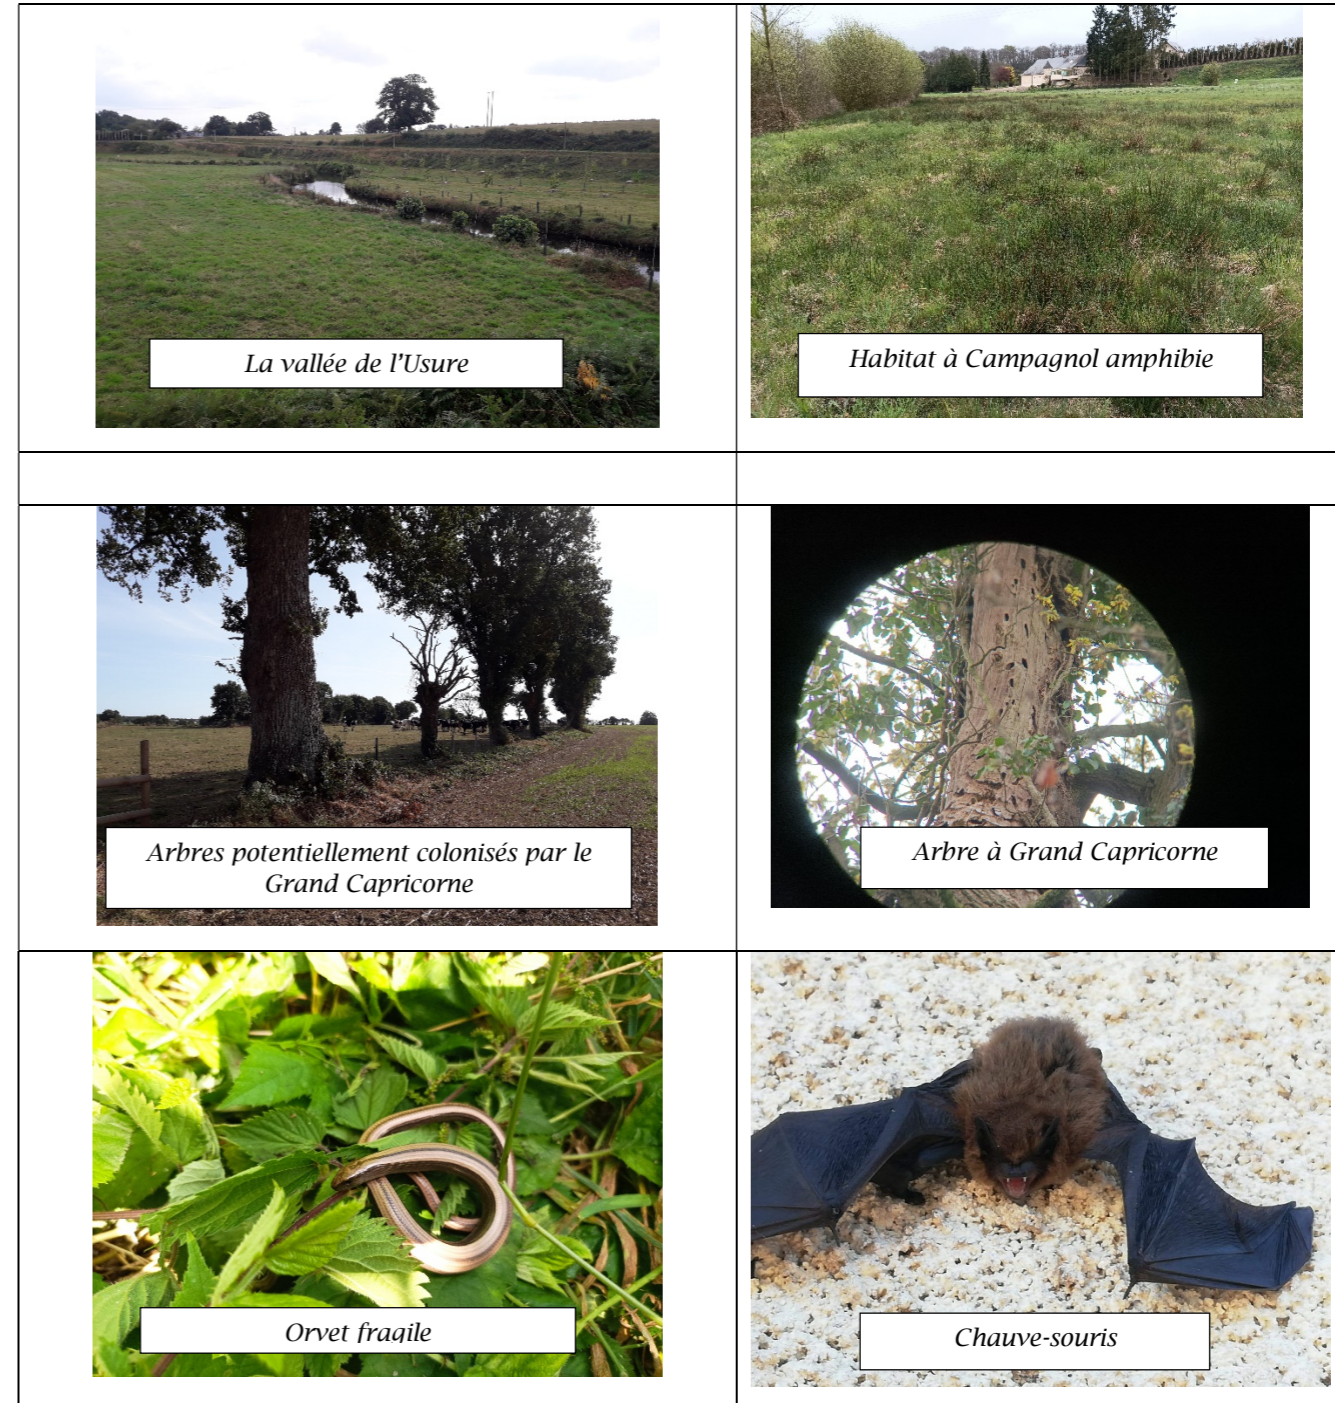 La vallée de l'Usure
Habitat à Campagnol amphibie
Arbres potentiellement colonisés par le
Grand Capricorne
Arbre à Grand Capricorne
Orvet fragile
Chauve-souris